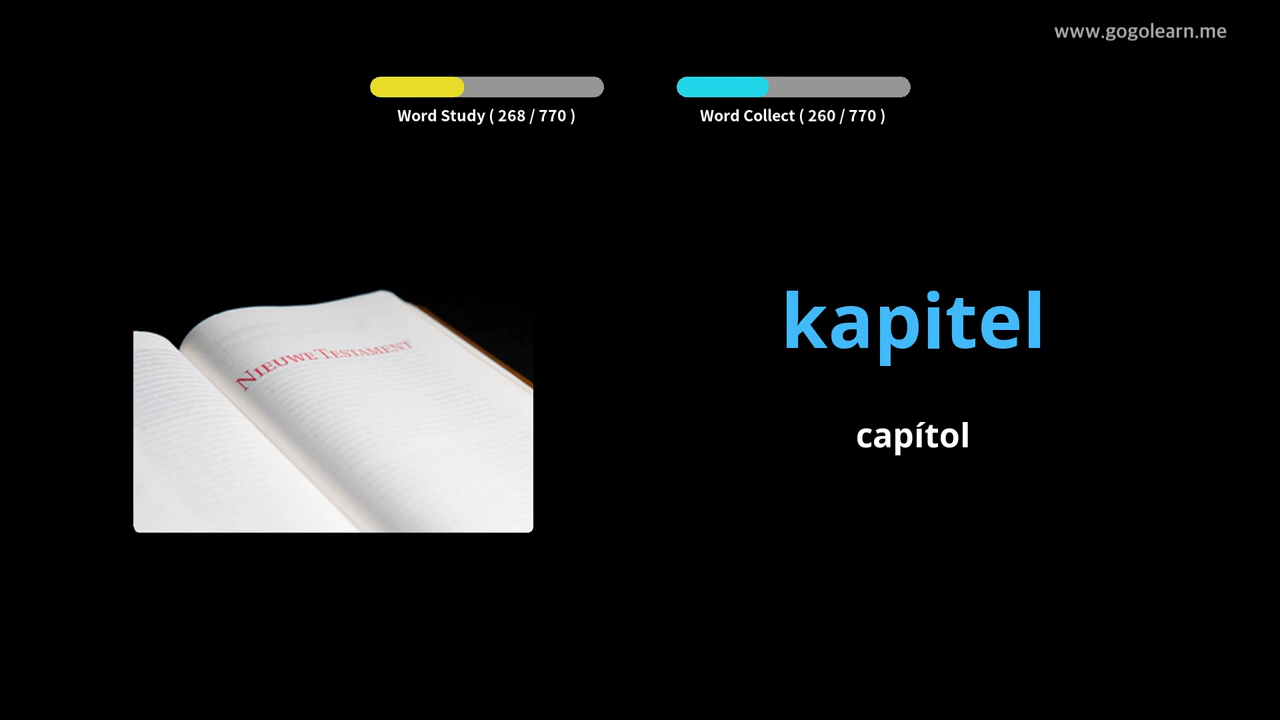 www.gogolearn.me
Word Study ( 268 / 770 )
Word Collect ( 260 / 770 )
NIEUWE TESTAMENT
kapitel
capítol